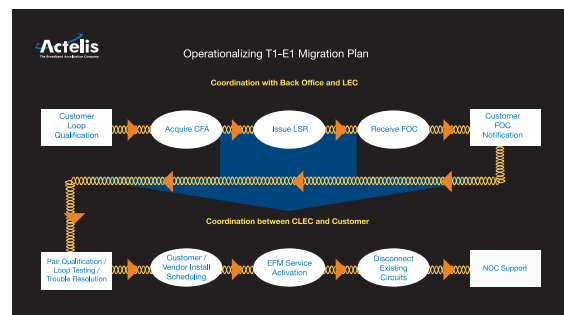 Actelis
The Broadband Acceleration Company
Operationalizing T1-E1 Migration Plan
Coordination with Back Office and LEC
Customer
Loop
Qualification
Acquire CFA
Issue LSR
Receive FOC
Customer
FOC
Notification
Coordination between CLEC and Customer
Pair Qualification /
Loop Testing /
Trouble Resolution
Customer /
Vendor Install
Scheduling
EFM Service
Activation
Disconnect
Existing
Circuits
NOC Support